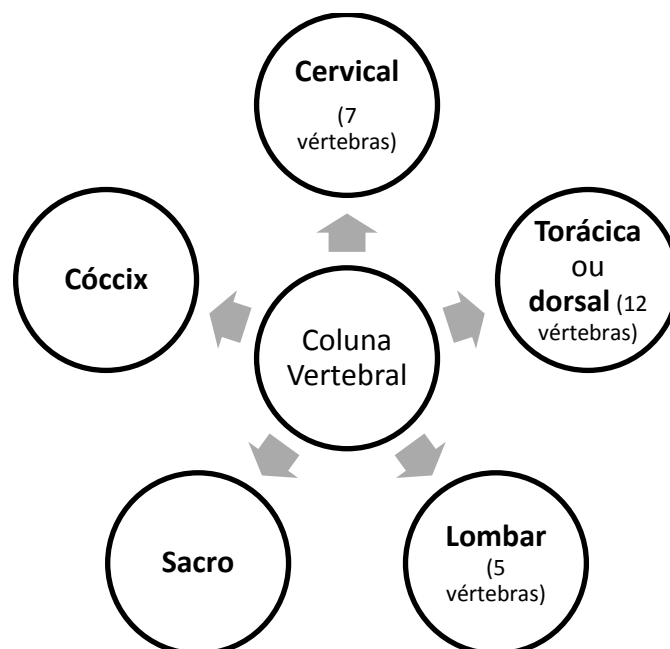 Cervical
(7
vértebras)
Torácica
ou
dorsal (12
vértebras)
Cóccix
Coluna
Vertebral
Sacro
Lombar
(5
vértebras)